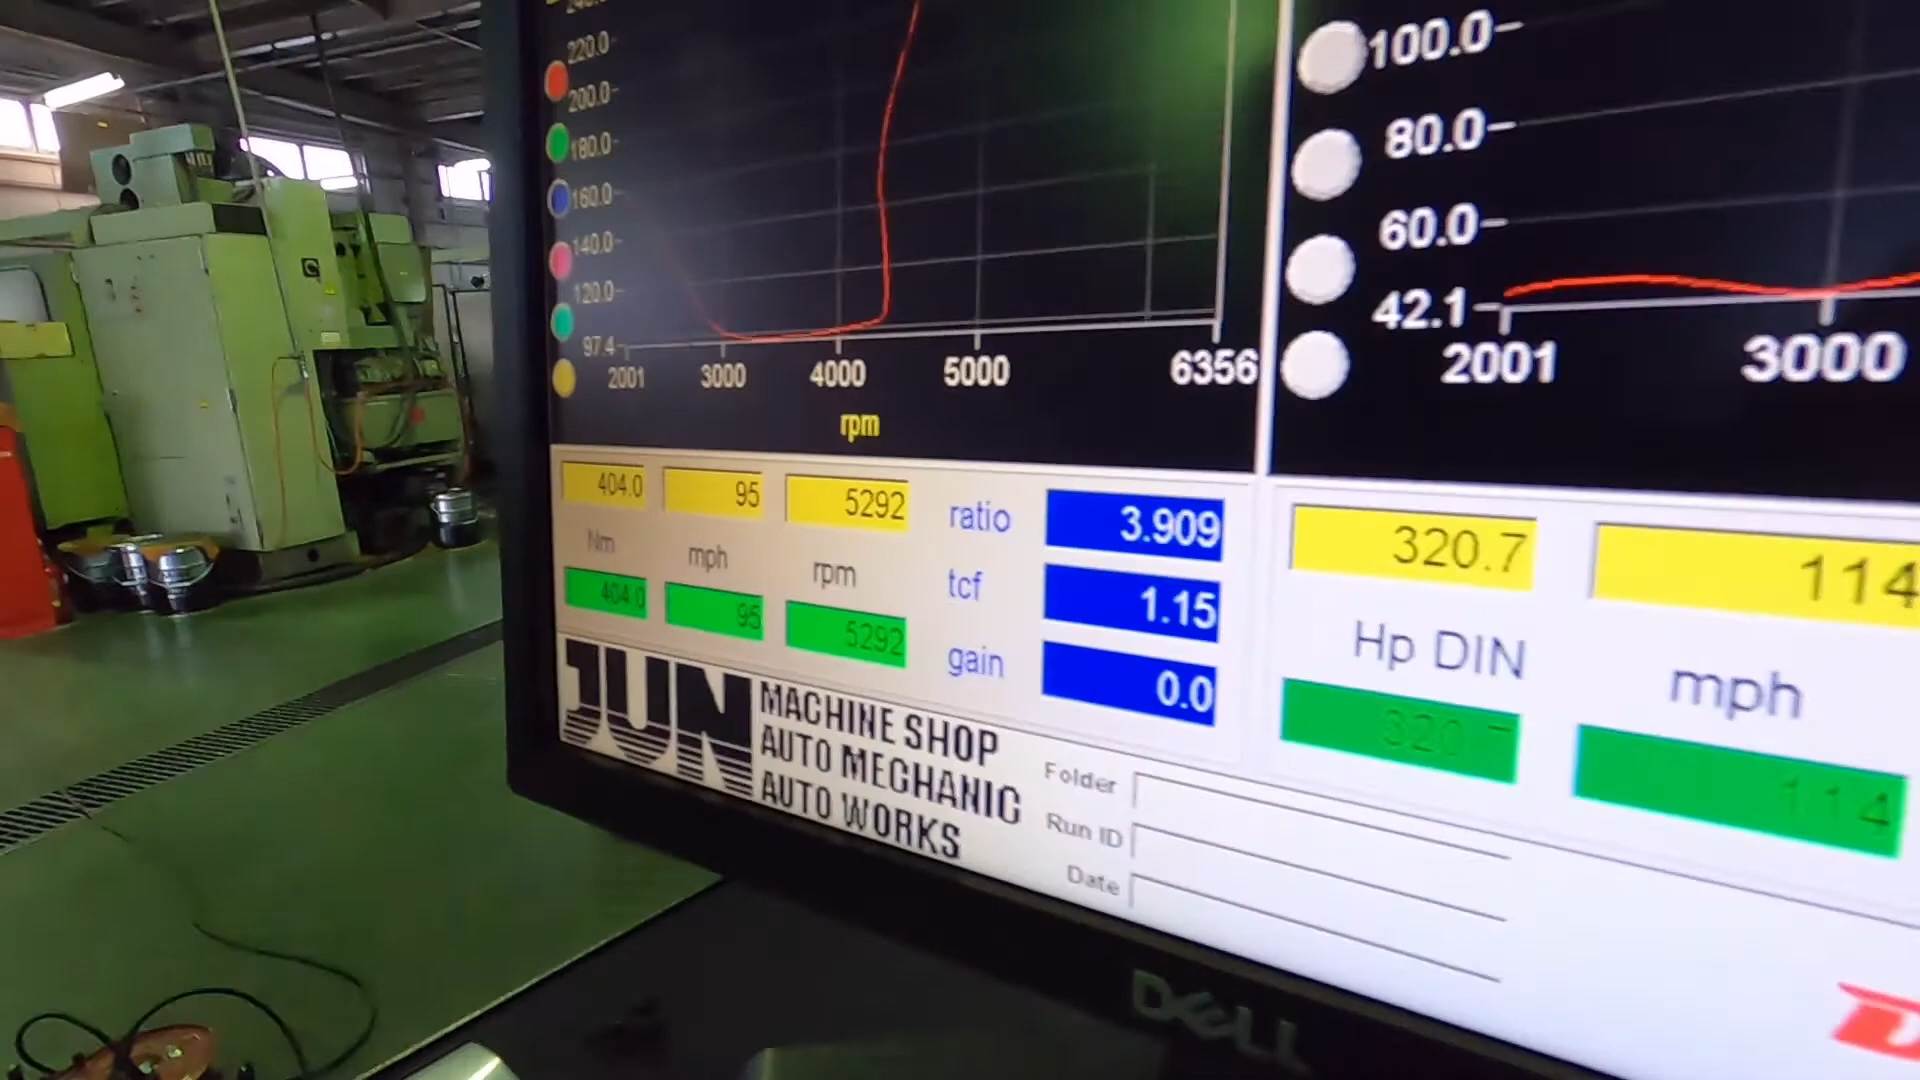 220.0
200.0
180.0
160.0
140.0
120.0
97.4
2001 3000 4000 5000 6356
rpm
100.0
80.0
60.0
42.1
2001 3000
404.0 95 5292
Nm mph rpm
404.0 95 5292
ratio 3.909
tcf 1.15
gain 0.0
320.7 114
Hp DIN mph
320.7 114
JUN
MACHINE SHOP
AUTO MECHANIC
AUTO WORKS
Folder
Run ID
Date
DELL